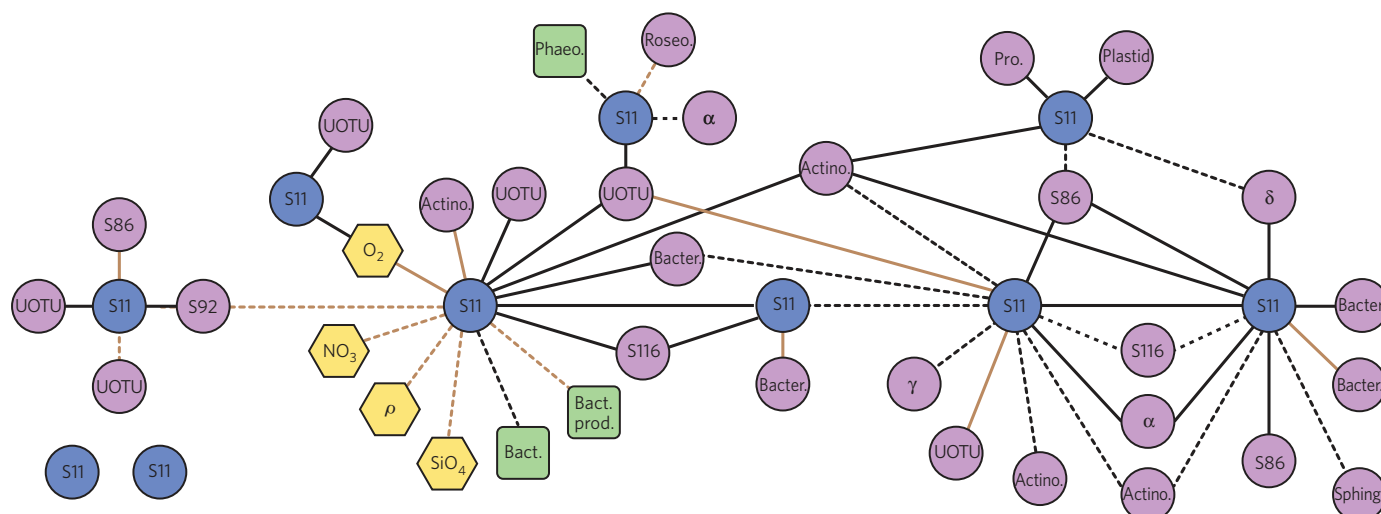 Phaeo.
Roseo.
Pro.
Plastid
S11
α
S11
UOTU
Actino.
S11
UOTU
Actino.
UOTU
S86
δ
S86
O₂
Bacter.
UOTU
S11
S92
S11
S11
S11
S11
Bacter.
NO₃
S116
S116
UOTU
Bacter.
γ
Bacter.
ρ
Bact.
prod.
α
S11
S11
SiO₄
Bact.
UOTU
Actino.
S86
Actino.
Sphing.